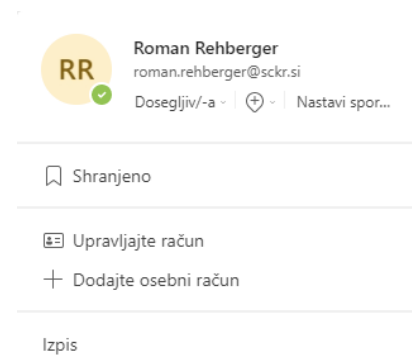 RR
Roman Rehberger
roman.rehberger@sckr.si
Dosegljiv/-a
Nastavi spor...
Shranjeno
Upravljajte račun
Dodajte osebni račun
Izpis